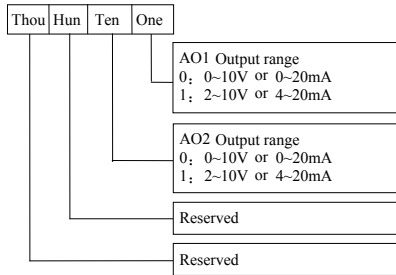 Thou Hun Ten One
AO1 Output range
0：0~10V or 0~20mA
1：2~10V or 4~20mA
AO2 Output range
0：0~10V or 0~20mA
1：2~10V or 4~20mA
Reserved
Reserved